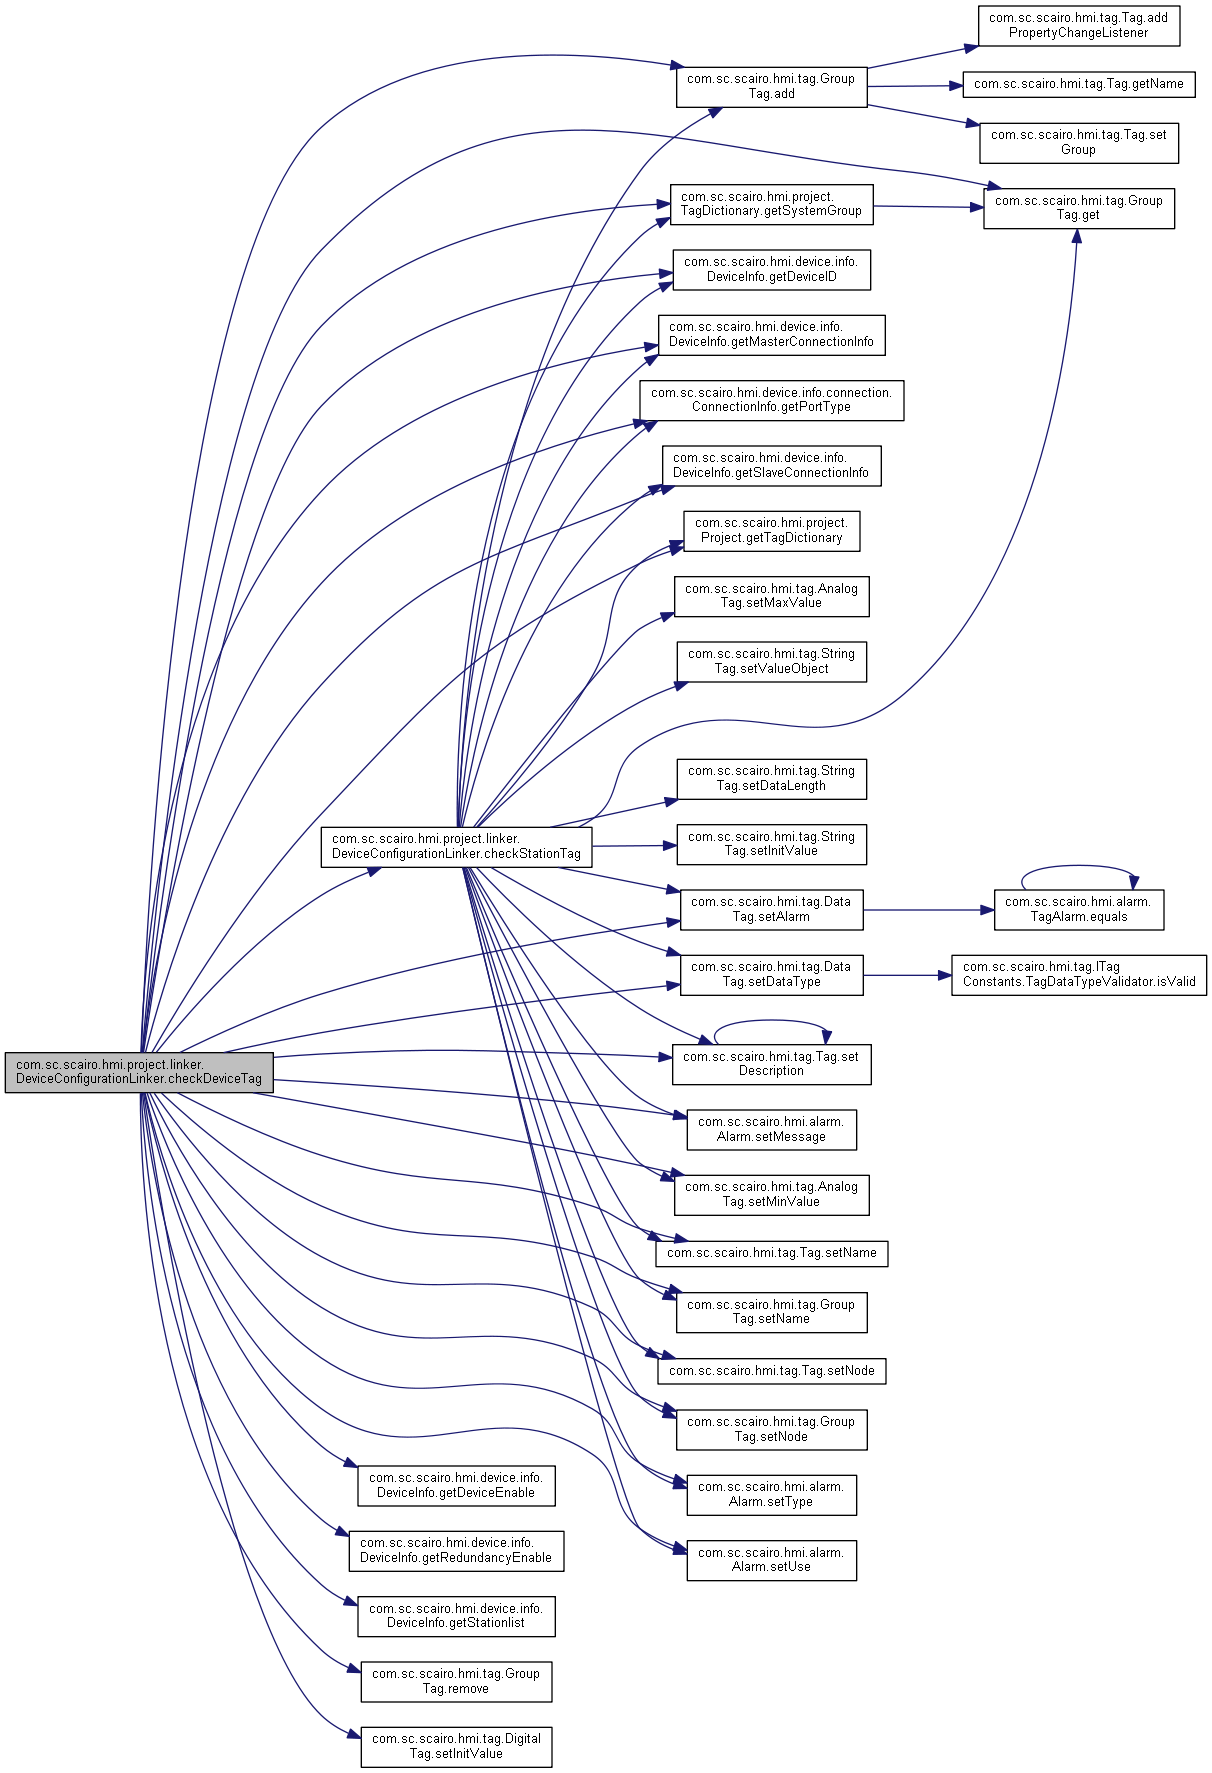 com.sc.scairo.hmi.tag.Tag.add
PropertyChangeListener
com.sc.scairo.hmi.tag.Group
Tag.add
com.sc.scairo.hmi.tag.Tag.getName
com.sc.scairo.hmi.tag.Tag.set
Group
com.sc.scairo.hmi.project.
TagDictionary.getSystemGroup
com.sc.scairo.hmi.tag.Group
Tag.get
com.sc.scairo.hmi.device.info.
DeviceInfo.getDeviceID
com.sc.scairo.hmi.device.info.
DeviceInfo.getMasterConnectionInfo
com.sc.scairo.hmi.device.info.connection.
ConnectionInfo.getPortType
com.sc.scairo.hmi.device.info.
DeviceInfo.getSlaveConnectionInfo
com.sc.scairo.hmi.project.
Project.getTagDictionary
com.sc.scairo.hmi.tag.Analog
Tag.setMaxValue
com.sc.scairo.hmi.tag.String
Tag.setValueObject
com.sc.scairo.hmi.tag.String
Tag.setDataLength
com.sc.scairo.hmi.project.linker.
DeviceConfigurationLinker.checkStationTag
com.sc.scairo.hmi.tag.String
Tag.setInitValue
com.sc.scairo.hmi.tag.Data
Tag.setAlarm
com.sc.scairo.hmi.alarm.
TagAlarm.equals
com.sc.scairo.hmi.tag.Data
Tag.setDataType
com.sc.scairo.hmi.tag.ITag
Constants.TagDataTypeValidator.isValid
com.sc.scairo.hmi.project.linker.
DeviceConfigurationLinker.checkDeviceTag
com.sc.scairo.hmi.tag.Tag.set
Description
com.sc.scairo.hmi.alarm.
Alarm.setMessage
com.sc.scairo.hmi.tag.Analog
Tag.setMinValue
com.sc.scairo.hmi.tag.Tag.setName
com.sc.scairo.hmi.tag.Group
Tag.setName
com.sc.scairo.hmi.tag.Tag.setNode
com.sc.scairo.hmi.tag.Group
Tag.setNode
com.sc.scairo.hmi.device.info.
DeviceInfo.getDeviceEnable
com.sc.scairo.hmi.alarm.
Alarm.setType
com.sc.scairo.hmi.device.info.
DeviceInfo.getRedundancyEnable
com.sc.scairo.hmi.alarm.
Alarm.setUse
com.sc.scairo.hmi.device.info.
DeviceInfo.getStationlist
com.sc.scairo.hmi.tag.Group
Tag.remove
com.sc.scairo.hmi.tag.Digital
Tag.setInitValue